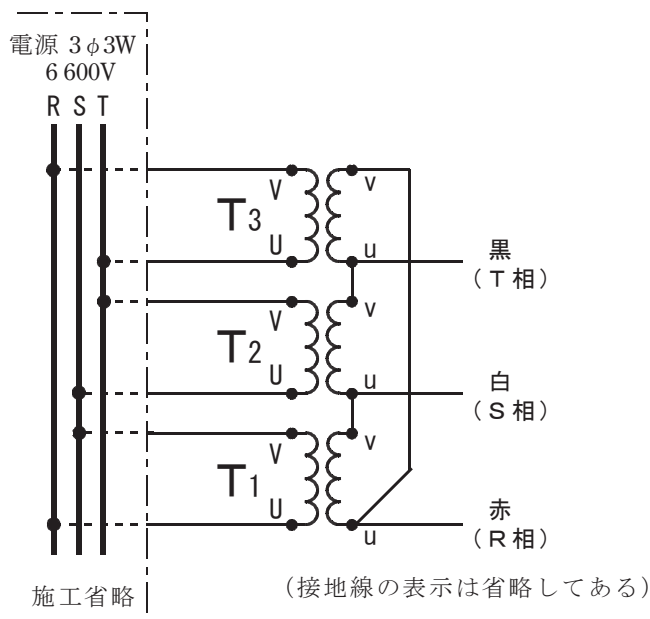 電源 3φ3W
6 600V
R S T
V
v
T3
U
u
黒
(T相)
V
v
T2
U
u
白
(S相)
V
v
T1
U
u
赤
(R相)
施工省略
(接地線の表示は省略してある)